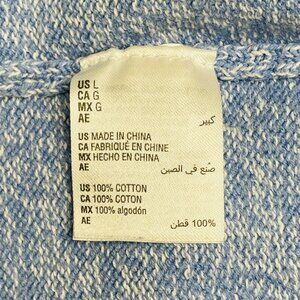 US L
CA G
MX G
AE كبير
US MADE IN CHINA
CA FABRIQUÉ EN CHINE
MX HECHO EN CHINA
AE صُنع في الصين
US 100% COTTON
CA 100% COTON
MX 100% algodón
AE 100% قطن